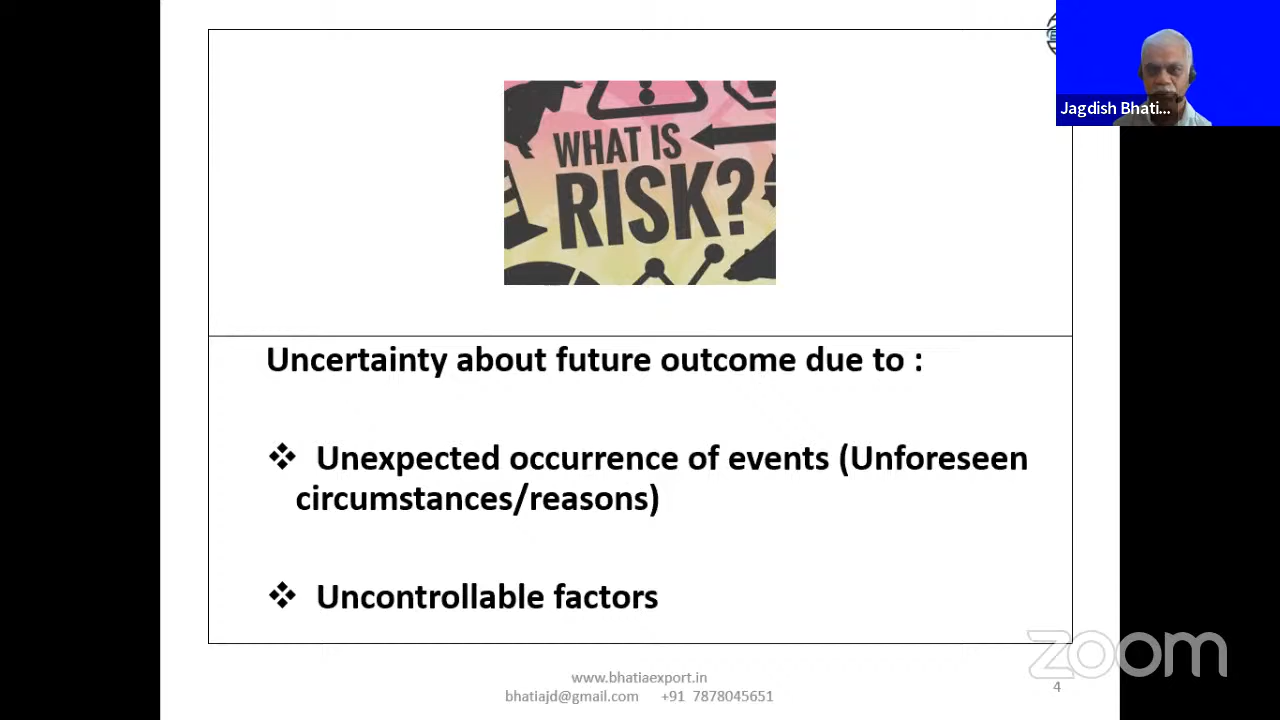 Jagdish Bhati...
WHAT IS
RISK?
Uncertainty about future outcome due to :
❖ Unexpected occurrence of events (Unforeseen
circumstances/reasons)
❖ Uncontrollable factors
zoom
www.bhatiaexport.in
bhatiajd@gmail.com +91 7878045651
4